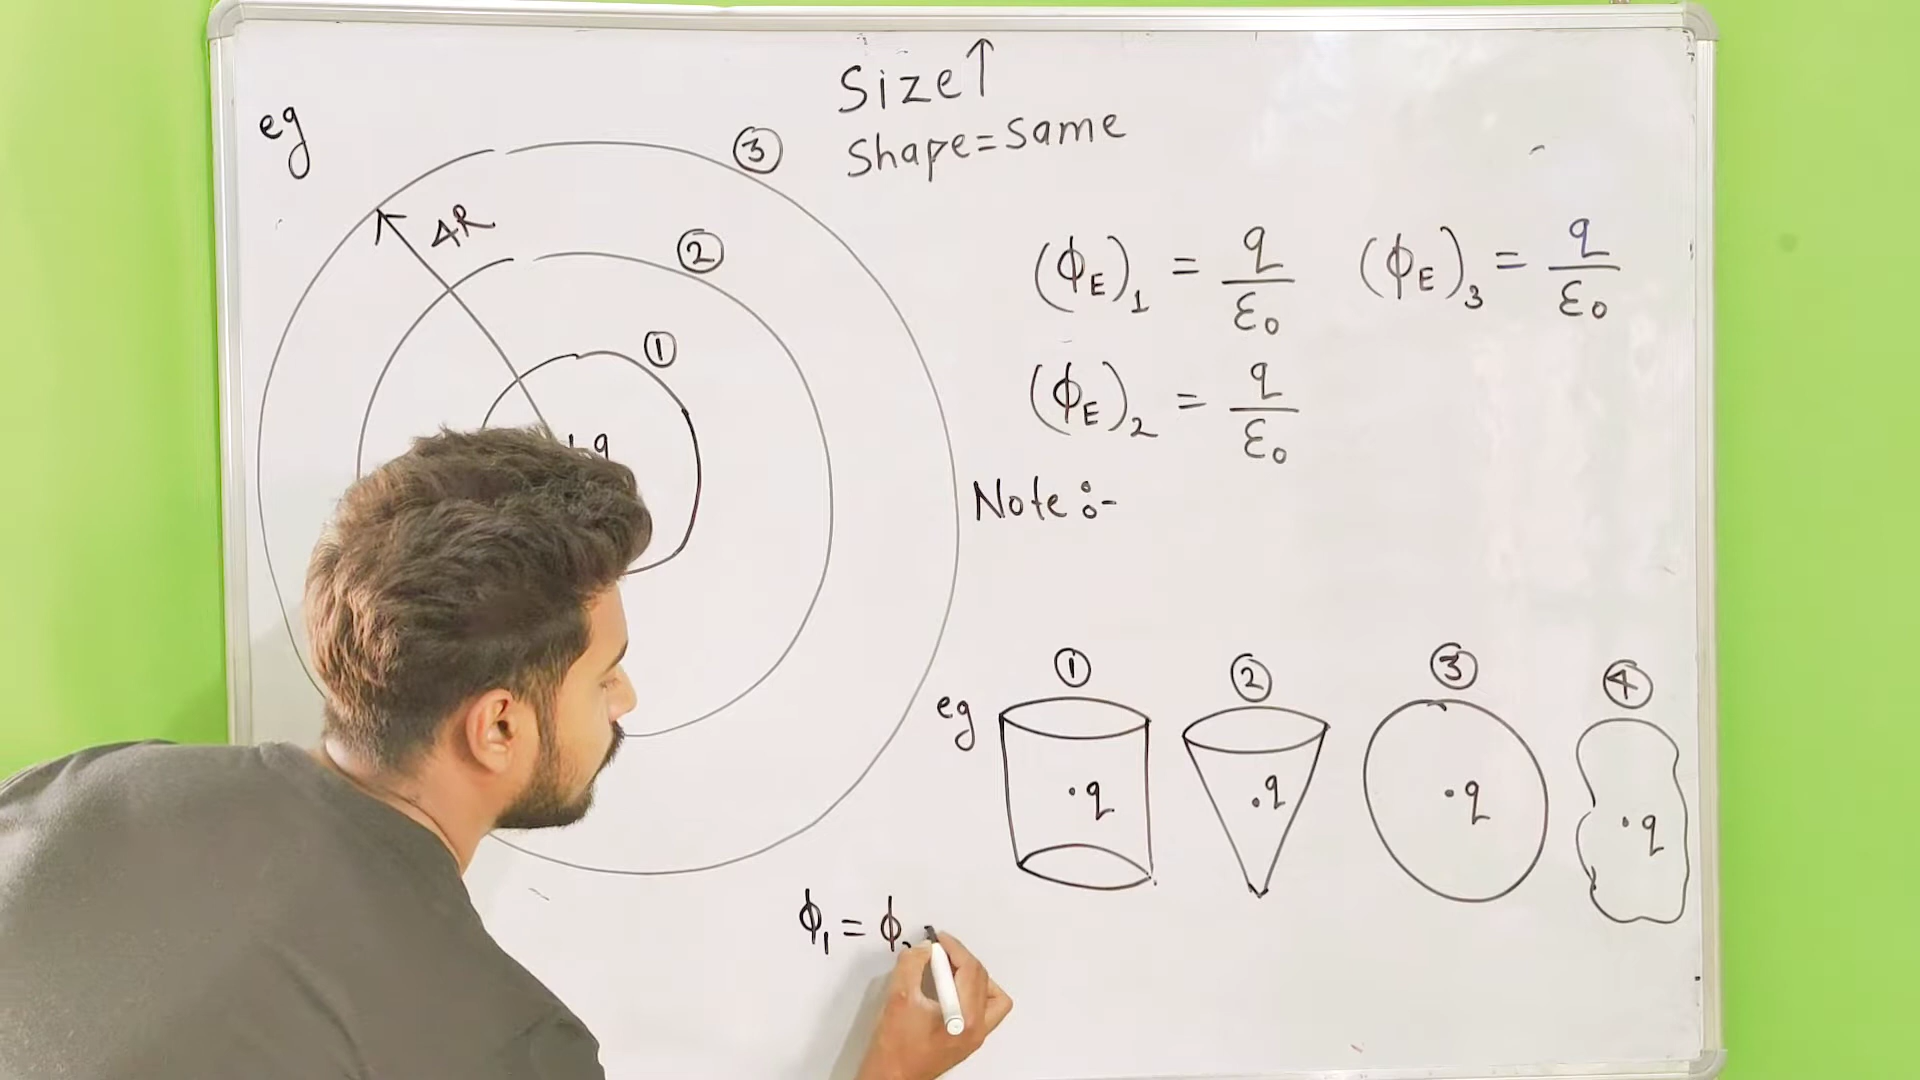 Size↑
Shape=Same
eg
③
4R
②
①
q
(ϕE)1 = q/ε0
(ϕE)3 = q/ε0
(ϕE)2 = q/ε0
Note :-
eg
① ② ③ ④
.q .q .q .q
ϕ1 = ϕ